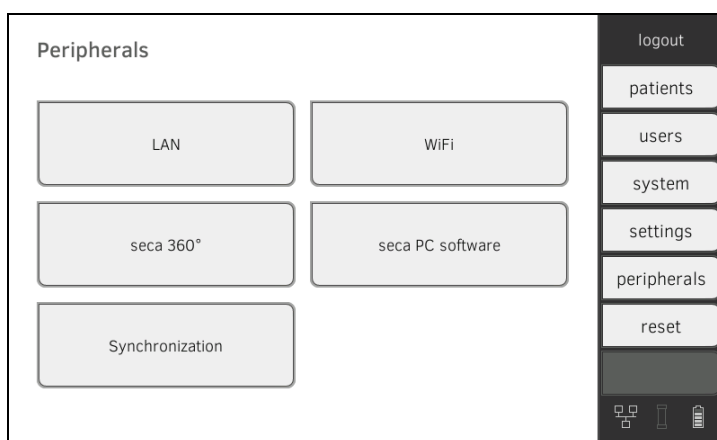 Peripherals
LAN
WiFi
seca 360°
seca PC software
Synchronization
logout
patients
users
system
settings
peripherals
reset